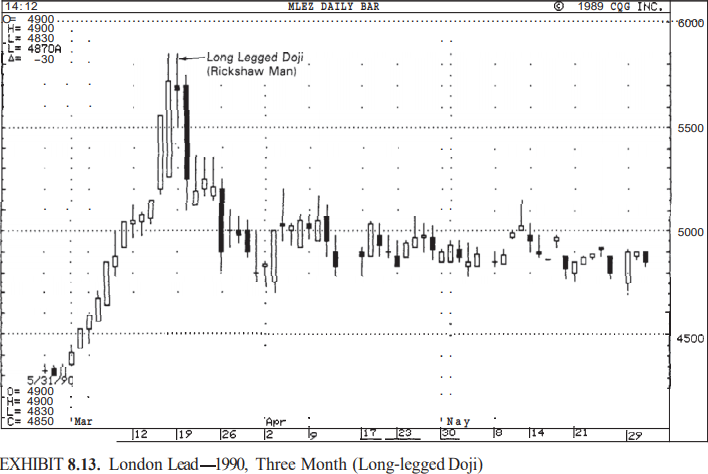 14:12 MLEZ DAILY BAR © 1989 CQG INC.
O= 4900
H= 4900
L= 4830
L= 4870A
Δ= -30
6000
Long Legged Doji
(Rickshaw Man)
5500
5000
4500
5/31/90
O= 4900
H= 4900
L= 4830
C= 4850
'Mar Apr 'Nay
12 19 26 2 9 17 23 30 8 14 21 29
EXHIBIT 8.13. London Lead—1990, Three Month (Long-legged Doji)